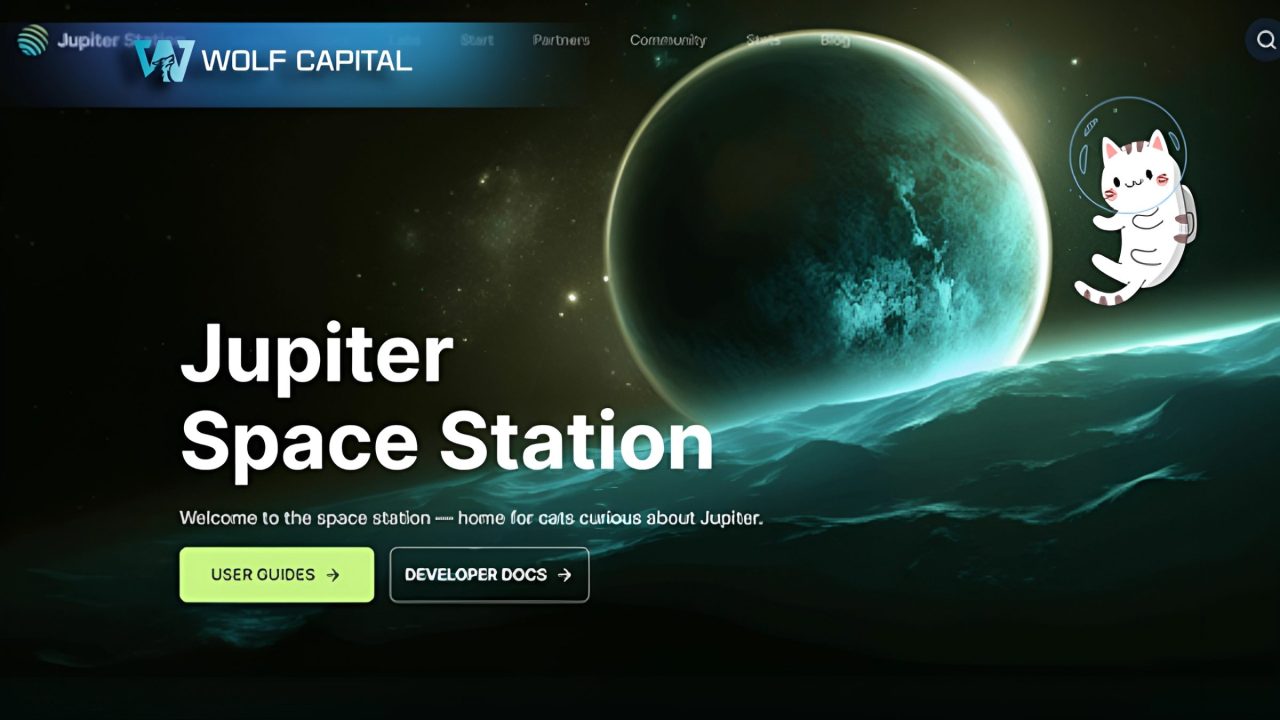 Jupiter Station
WOLF CAPITAL
Start
Partners
Community
Stats
Blog
Jupiter
Space Station
Welcome to the space station — home for cats curious about Jupiter.
USER GUIDES →
DEVELOPER DOCS →